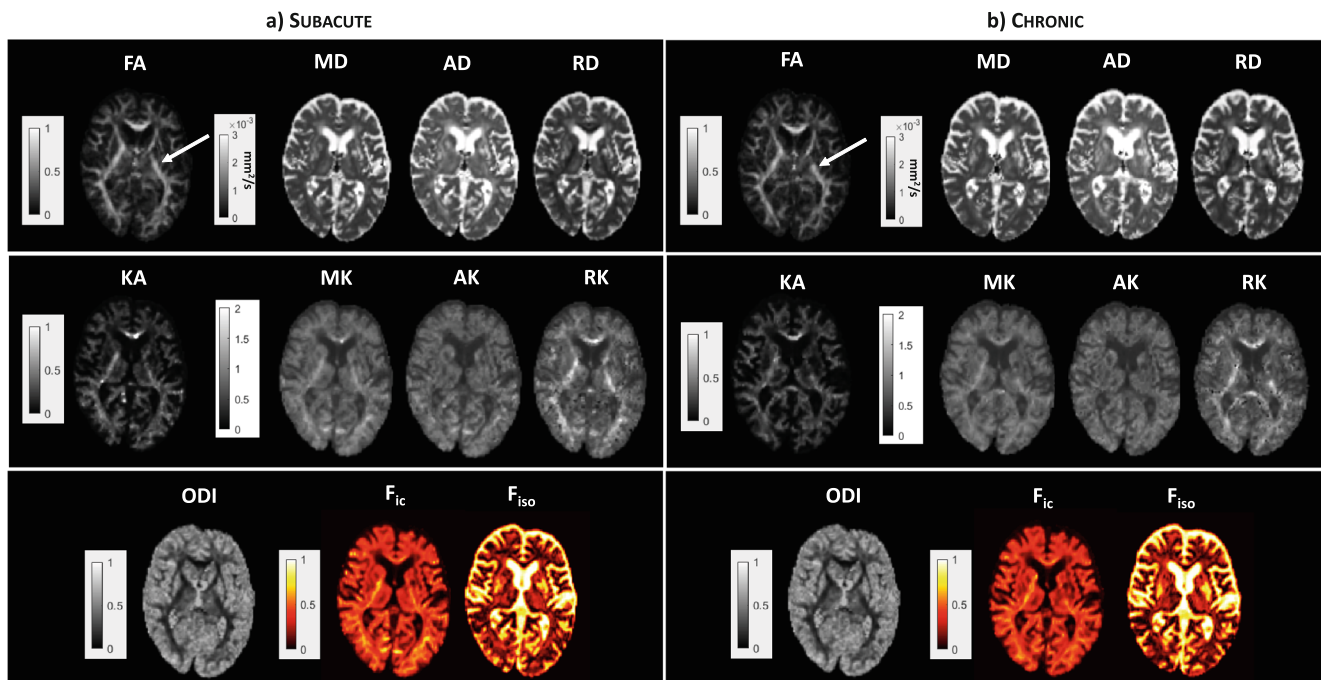 a) SUBACUTE
b) CHRONIC
FA
MD
AD
RD
1
0.5
0
×10⁻³
3
2
1
0
mm²/s
FA
MD
AD
RD
1
0.5
0
×10⁻³
3
2
1
0
mm²/s
KA
MK
AK
RK
1
0.5
0
2
1.5
1
0.5
0
KA
MK
AK
RK
1
0.5
0
2
1.5
1
0.5
0
ODI
Fic
Fiso
1
0.5
0
1
0.5
0
ODI
Fic
Fiso
1
0.5
0
1
0.5
0